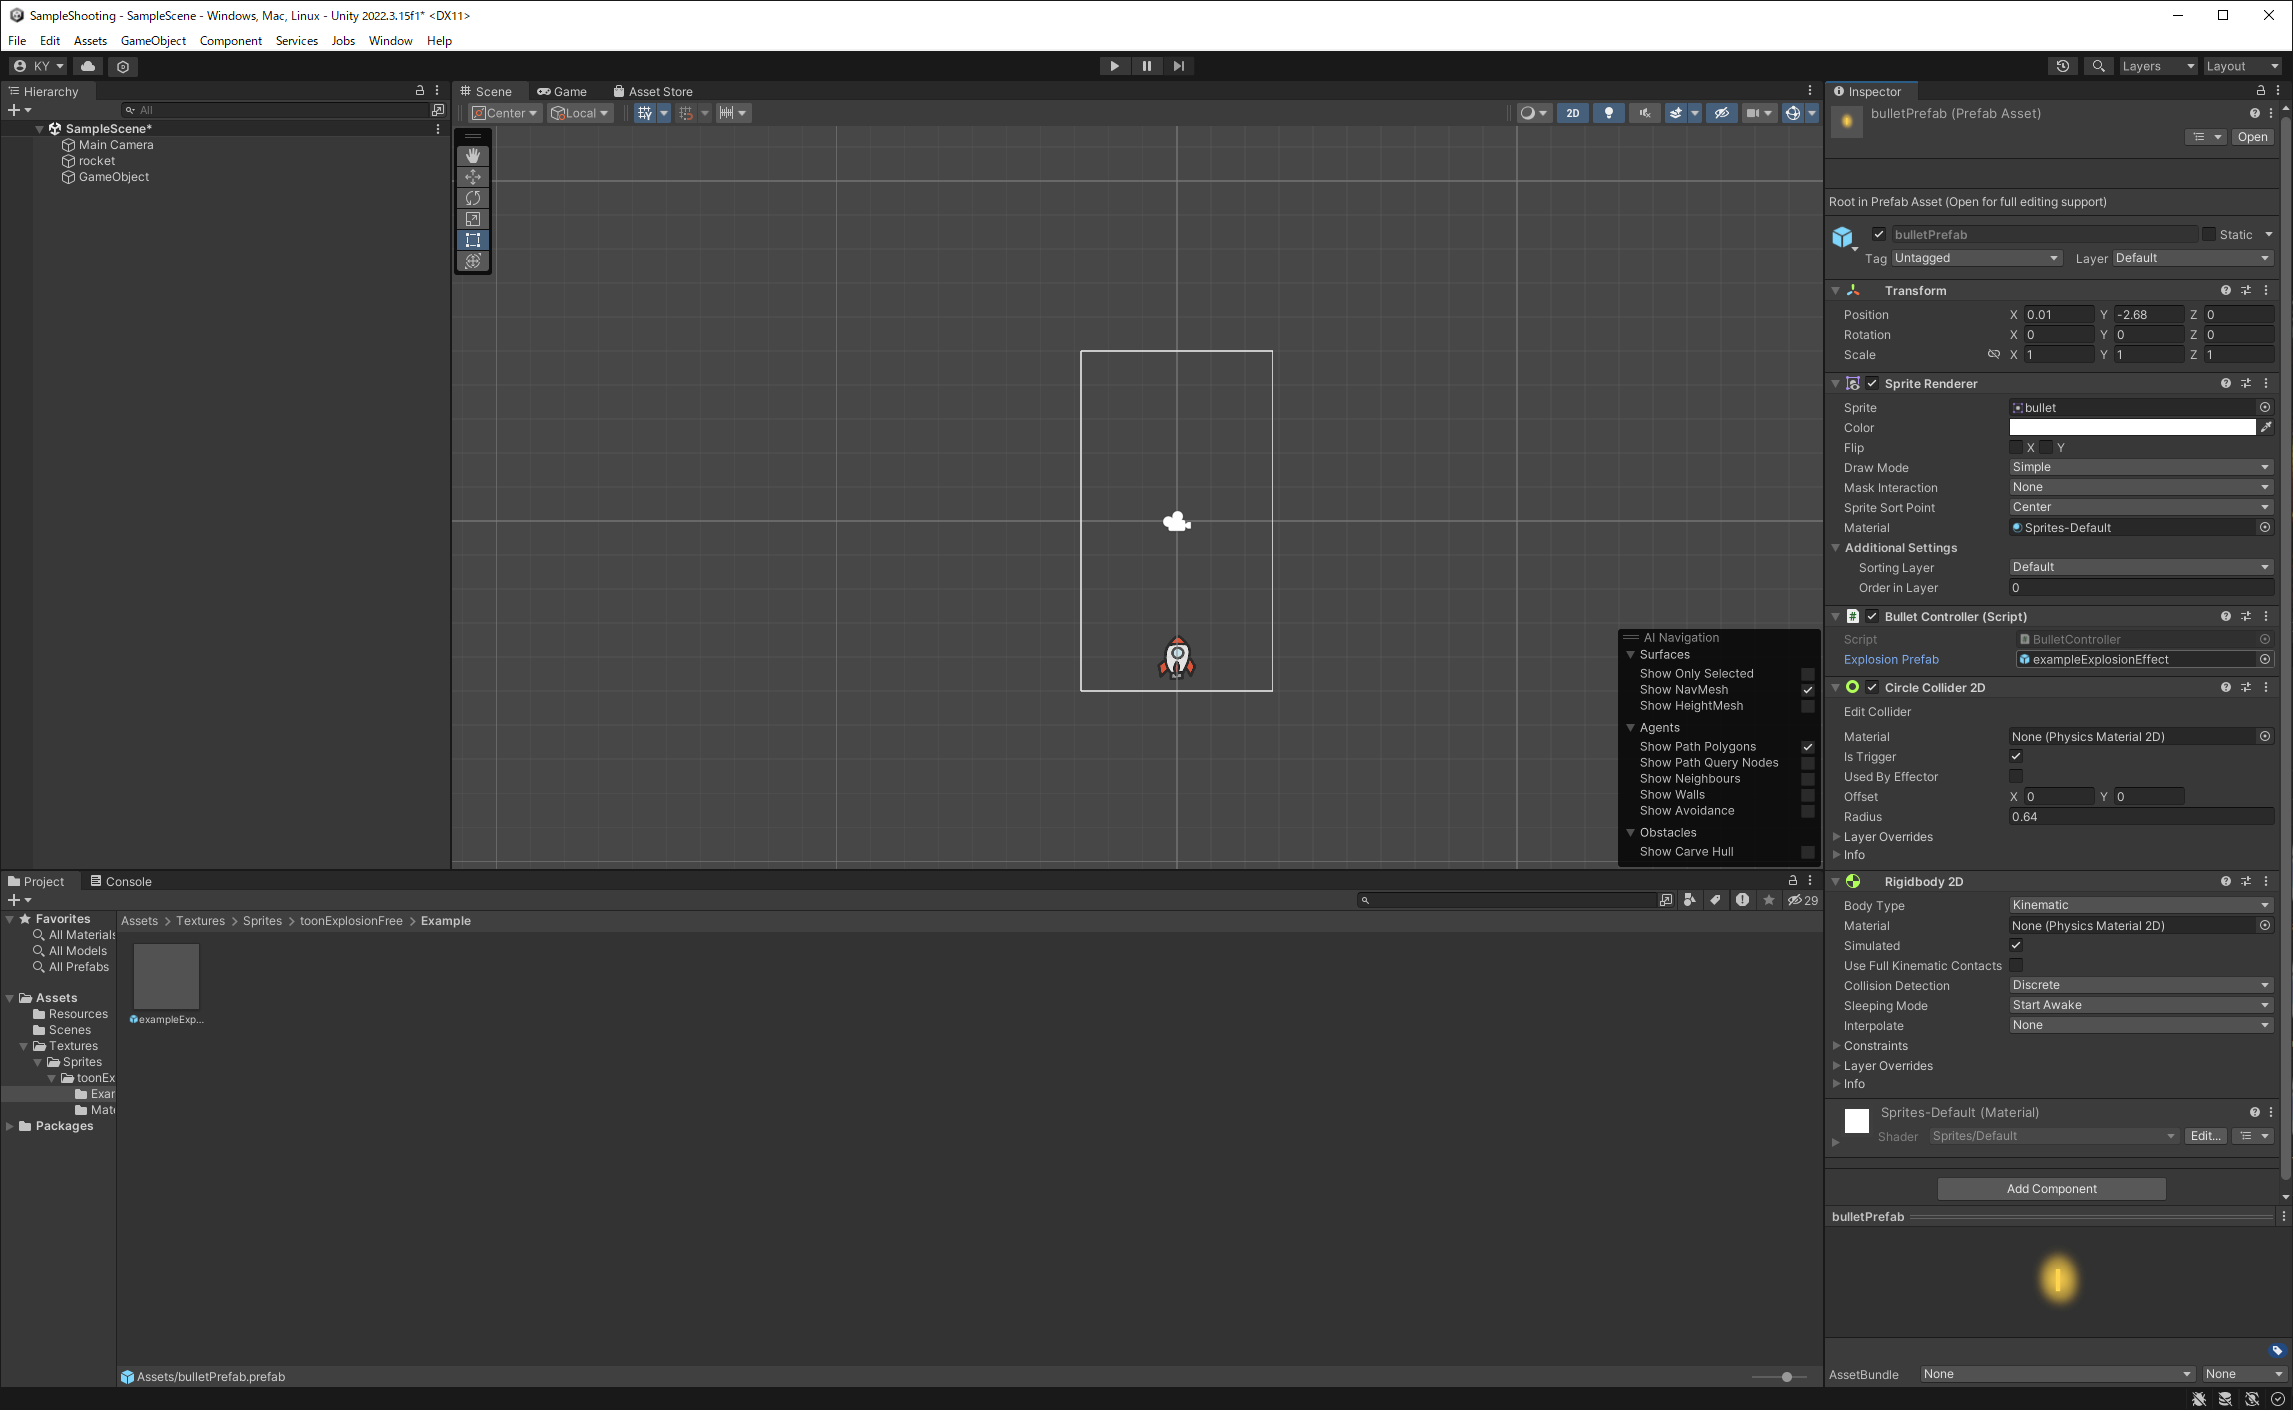 SampleShooting - SampleScene - Windows, Mac, Linux - Unity 2022.3.15f1* <DX11>
File Edit Assets GameObject Component Services Jobs Window Help
KY
Layers
Layout
Hierarchy
All
SampleScene*
Main Camera
rocket
GameObject
Scene Game Asset Store
Center Local
2D
AI Navigation
Surfaces
Show Only Selected
Show NavMesh
Show HeightMesh
Agents
Show Path Polygons
Show Path Query Nodes
Show Neighbours
Show Walls
Show Avoidance
Obstacles
Show Carve Hull
Project Console
29
Favorites
All Materials
All Models
All Prefabs
Assets
Resources
Scenes
Textures
Sprites
toonEx
Exar
Mate
Packages
Assets > Textures > Sprites > toonExplosionFree > Example
exampleExp...
Assets/bulletPrefab.prefab
Inspector
bulletPrefab (Prefab Asset)
Open
Root in Prefab Asset (Open for full editing support)
bulletPrefab
Static
Tag Untagged Layer Default
Transform
Position X 0.01 Y -2.68 Z 0
Rotation X 0 Y 0 Z 0
Scale X 1 Y 1 Z 1
Sprite Renderer
Sprite bullet
Color
Flip X Y
Draw Mode Simple
Mask Interaction None
Sprite Sort Point Center
Material Sprites-Default
Additional Settings
Sorting Layer Default
Order in Layer 0
Bullet Controller (Script)
Script BulletController
Explosion Prefab exampleExplosionEffect
Circle Collider 2D
Edit Collider
Material None (Physics Material 2D)
Is Trigger
Used By Effector
Offset X 0 Y 0
Radius 0.64
Layer Overrides
Info
Rigidbody 2D
Body Type Kinematic
Material None (Physics Material 2D)
Simulated
Use Full Kinematic Contacts
Collision Detection Discrete
Sleeping Mode Start Awake
Interpolate None
Constraints
Layer Overrides
Info
Sprites-Default (Material)
Shader Sprites/Default Edit...
Add Component
bulletPrefab
AssetBundle None None